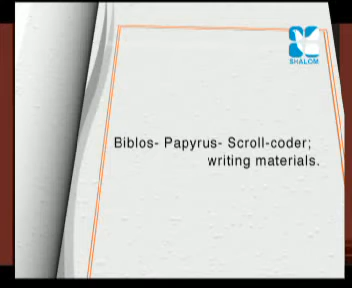 SHALOM
Biblos- Papyrus- Scroll-coder;
writing materials.